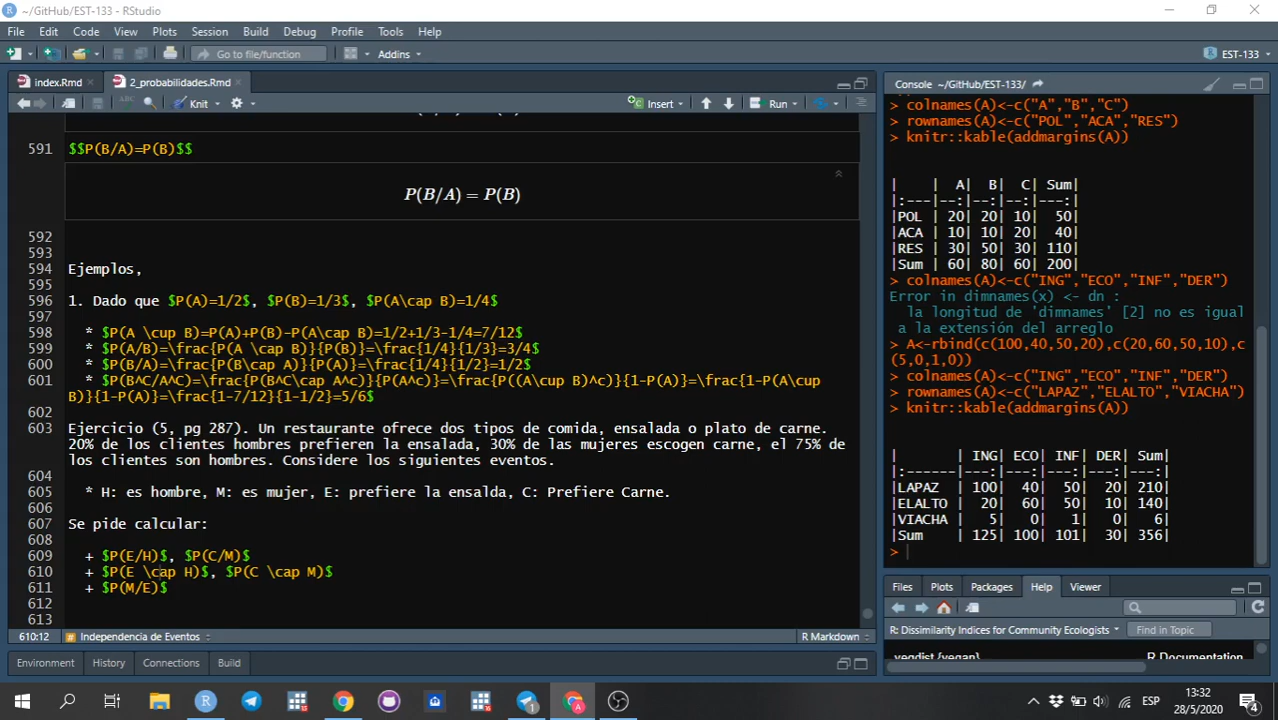 ~/GitHub/EST-133 - RStudio
File Edit Code View Plots Session Build Debug Profile Tools Help
Go to file/function Addins EST-133
index.Rmd 2_probabilidades.Rmd
Knit Insert Run
591 $$P(B/A)=P(B)$$
P(B/A) = P(B)
592
593
594 Ejemplos,
595
596 1. Dado que $P(A)=1/2$, $P(B)=1/3$, $P(A\cap B)=1/4$
597
598 * $P(A \cup B)=P(A)+P(B)-P(A\cap B)=1/2+1/3-1/4=7/12$
599 * $P(A/B)=\frac{P(A \cap B)}{P(B)}=\frac{1/4}{1/3}=3/4$
600 * $P(B/A)=\frac{P(B\cap A)}{P(A)}=\frac{1/4}{1/2}=1/2$
601 * $P(B^C/A^C)=\frac{P(B^C\cap A^c)}{P(A^c)}=\frac{P((A\cup B)^c)}{1-P(A)}=\frac{1-P(A\cup
B)}{1-P(A)}=\frac{1-7/12}{1-1/2}=5/6$
602
603 Ejercicio (5, pg 287). Un restaurante ofrece dos tipos de comida, ensalada o plato de carne.
20% de los clientes hombres prefieren la ensalada, 30% de las mujeres escogen carne, el 75% de
los clientes son hombres. Considere los siguientes eventos.
604
605 * H: es hombre, M: es mujer, E: prefiere la ensalda, C: Prefiere Carne.
606
607 Se pide calcular:
608
609 + $P(E/H)$, $P(C/M)$
610 + $P(E \cap H)$, $P(C \cap M)$
611 + $P(M/E)$
612
613
610:12 Independencia de Eventos R Markdown
Environment History Connections Build
Console ~/GitHub/EST-133/
> colnames(A)<-c("A","B","C")
> rownames(A)<-c("POL","ACA","RES")
> knitr::kable(addmargins(A))
| | A| B| C| Sum|
|:---|--:|--:|--:|---:|
|POL | 20| 20| 10| 50|
|ACA | 10| 10| 20| 40|
|RES | 30| 50| 30| 110|
|Sum | 60| 80| 60| 200|
> colnames(A)<-c("ING","ECO","INF","DER")
Error in dimnames(x) <- dn :
la longitud de 'dimnames' [2] no es igual
a la extensión del arreglo
> A<-rbind(c(100,40,50,20),c(20,60,50,10),c
(5,0,1,0))
> colnames(A)<-c("ING","ECO","INF","DER")
> rownames(A)<-c("LAPAZ","ELALTO","VIACHA")
> knitr::kable(addmargins(A))
| | ING| ECO| INF| DER| Sum|
|:------|---:|---:|---:|---:|---:|
|LAPAZ | 100| 40| 50| 20| 210|
|ELALTO | 20| 60| 50| 10| 140|
|VIACHA | 5| 0| 1| 0| 6|
|Sum | 125| 100| 101| 30| 356|
>
Files Plots Packages Help Viewer
R: Dissimilarity Indices for Community Ecologists Find in Topic
vegdist {vegan} R Documentation
ESP 13:32
28/5/2020